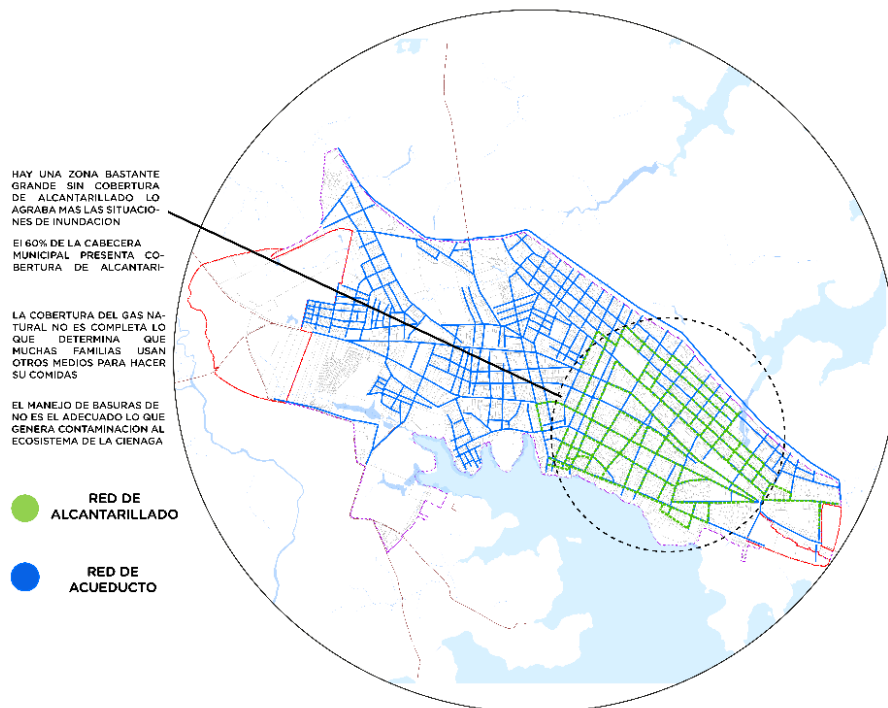 HAY UNA ZONA BASTANTE
GRANDE SIN COBERTURA
DE ALCANTARILLADO LO
AGRABA MAS LAS SITUACIO-
NES DE INUNDACION
El 60% DE LA CABECERA
MUNICIPAL PRESENTA CO-
BERTURA DE ALCANTARI-
LA COBERTURA DEL GAS NA-
TURAL NO ES COMPLETA LO
QUE DETERMINA QUE
MUCHAS FAMILIAS USAN
OTROS MEDIOS PARA HACER
SU COMIDAS
EL MANEJO DE BASURAS DE
NO ES EL ADECUADO LO QUE
GENERA CONTAMINACION AL
ECOSISTEMA DE LA CIENAGA
RED DE
ALCANTARILLADO
RED DE
ACUEDUCTO